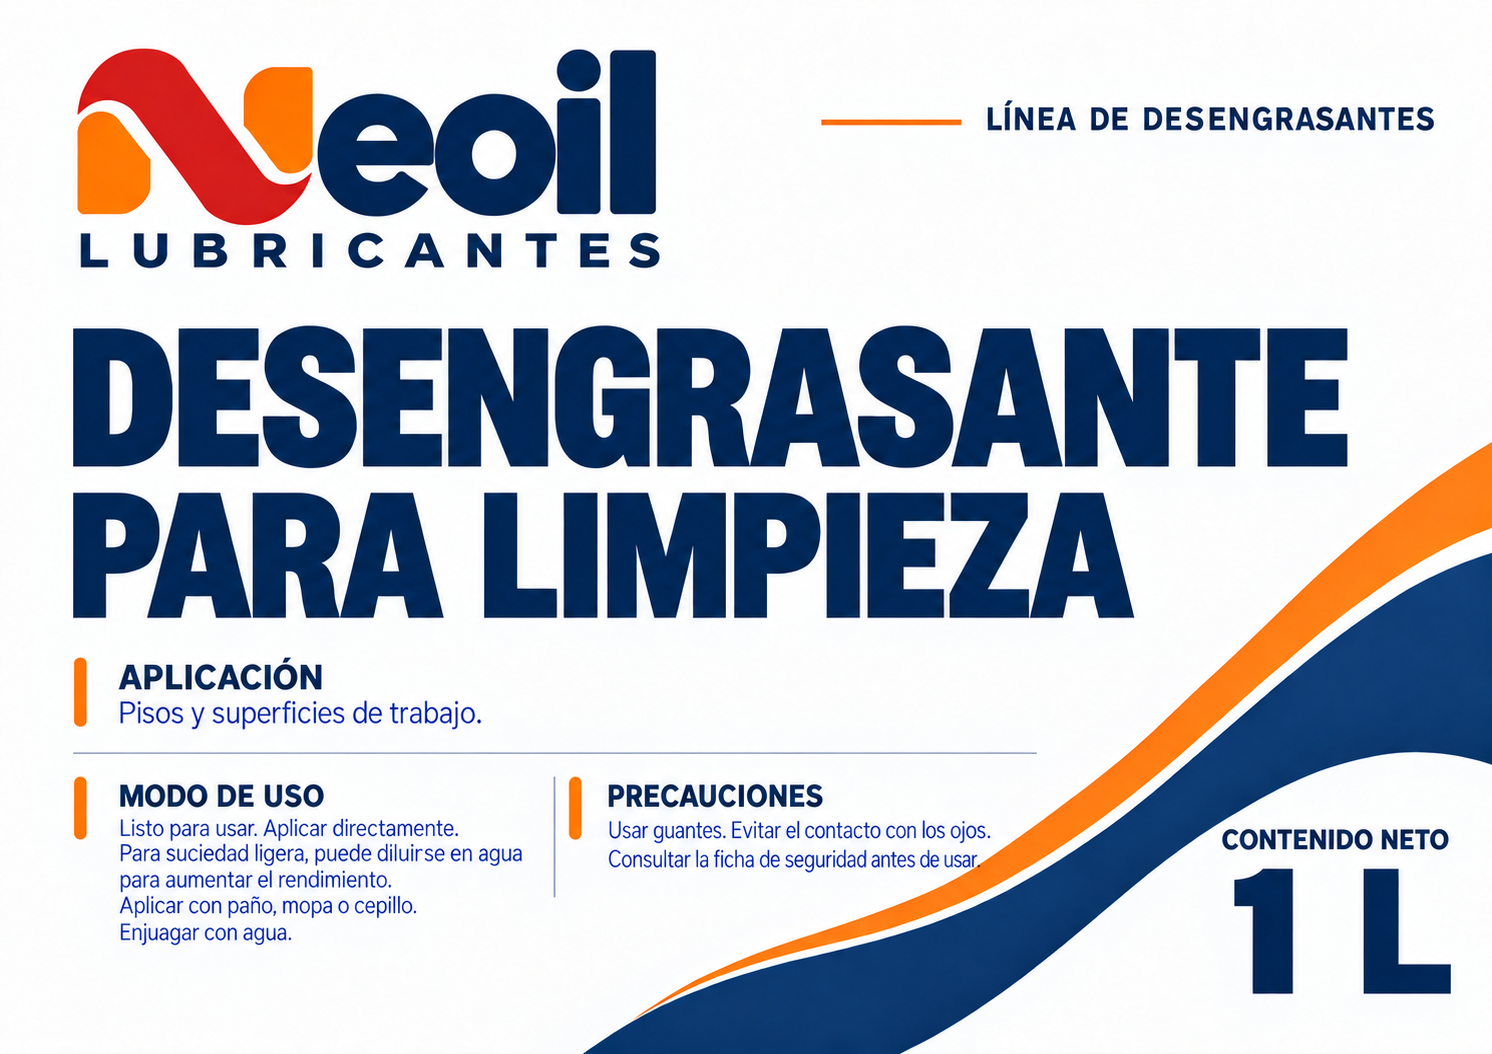 Neoil
LUBRICANTES
LÍNEA DE DESENGRASANTES
DESENGRASANTE
PARA LIMPIEZA
APLICACIÓN
Pisos y superficies de trabajo.
MODO DE USO
Listo para usar. Aplicar directamente.
Para suciedad ligera, puede diluirse en agua
para aumentar el rendimiento.
Aplicar con paño, mopa o cepillo.
Enjuagar con agua.
PRECAUCIONES
Usar guantes. Evitar el contacto con los ojos.
Consultar la ficha de seguridad antes de usar.
CONTENIDO NETO
1 L